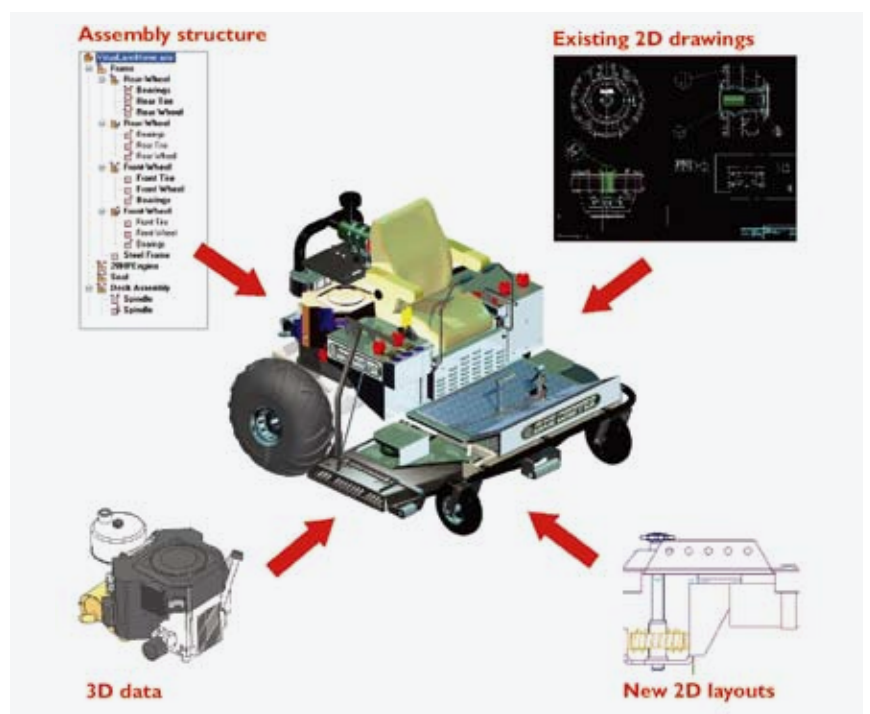 Assembly structure
Existing 2D drawings
Frame
Rear Wheel
Bearings
Rear Tire
Rear Wheel
Rear Wheel
Bearings
Rear Tire
Rear Wheel
Front Wheel
Front Tire
Front Wheel
Bearings
Front Wheel
Front Tire
Front Wheel
Bearings
Steel Frame
20HPEngine
Seat
Deck Assembly
Spindle
Spindle
3D data
New 2D layouts